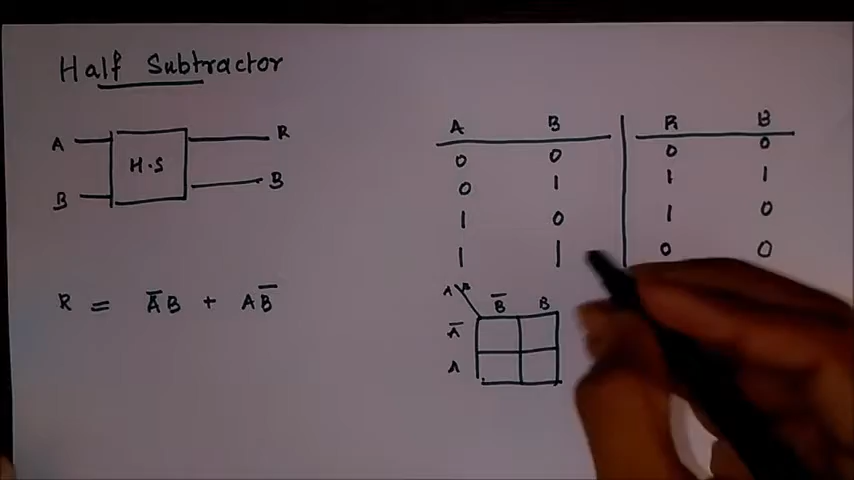 Half Subtractor
A R
H.S
B B
A B R B
0 0 0 0
0 1 1 1
1 0 1 0
1 1 0 0
R = A̅B + AB̅
A B B̅ B
A̅
A